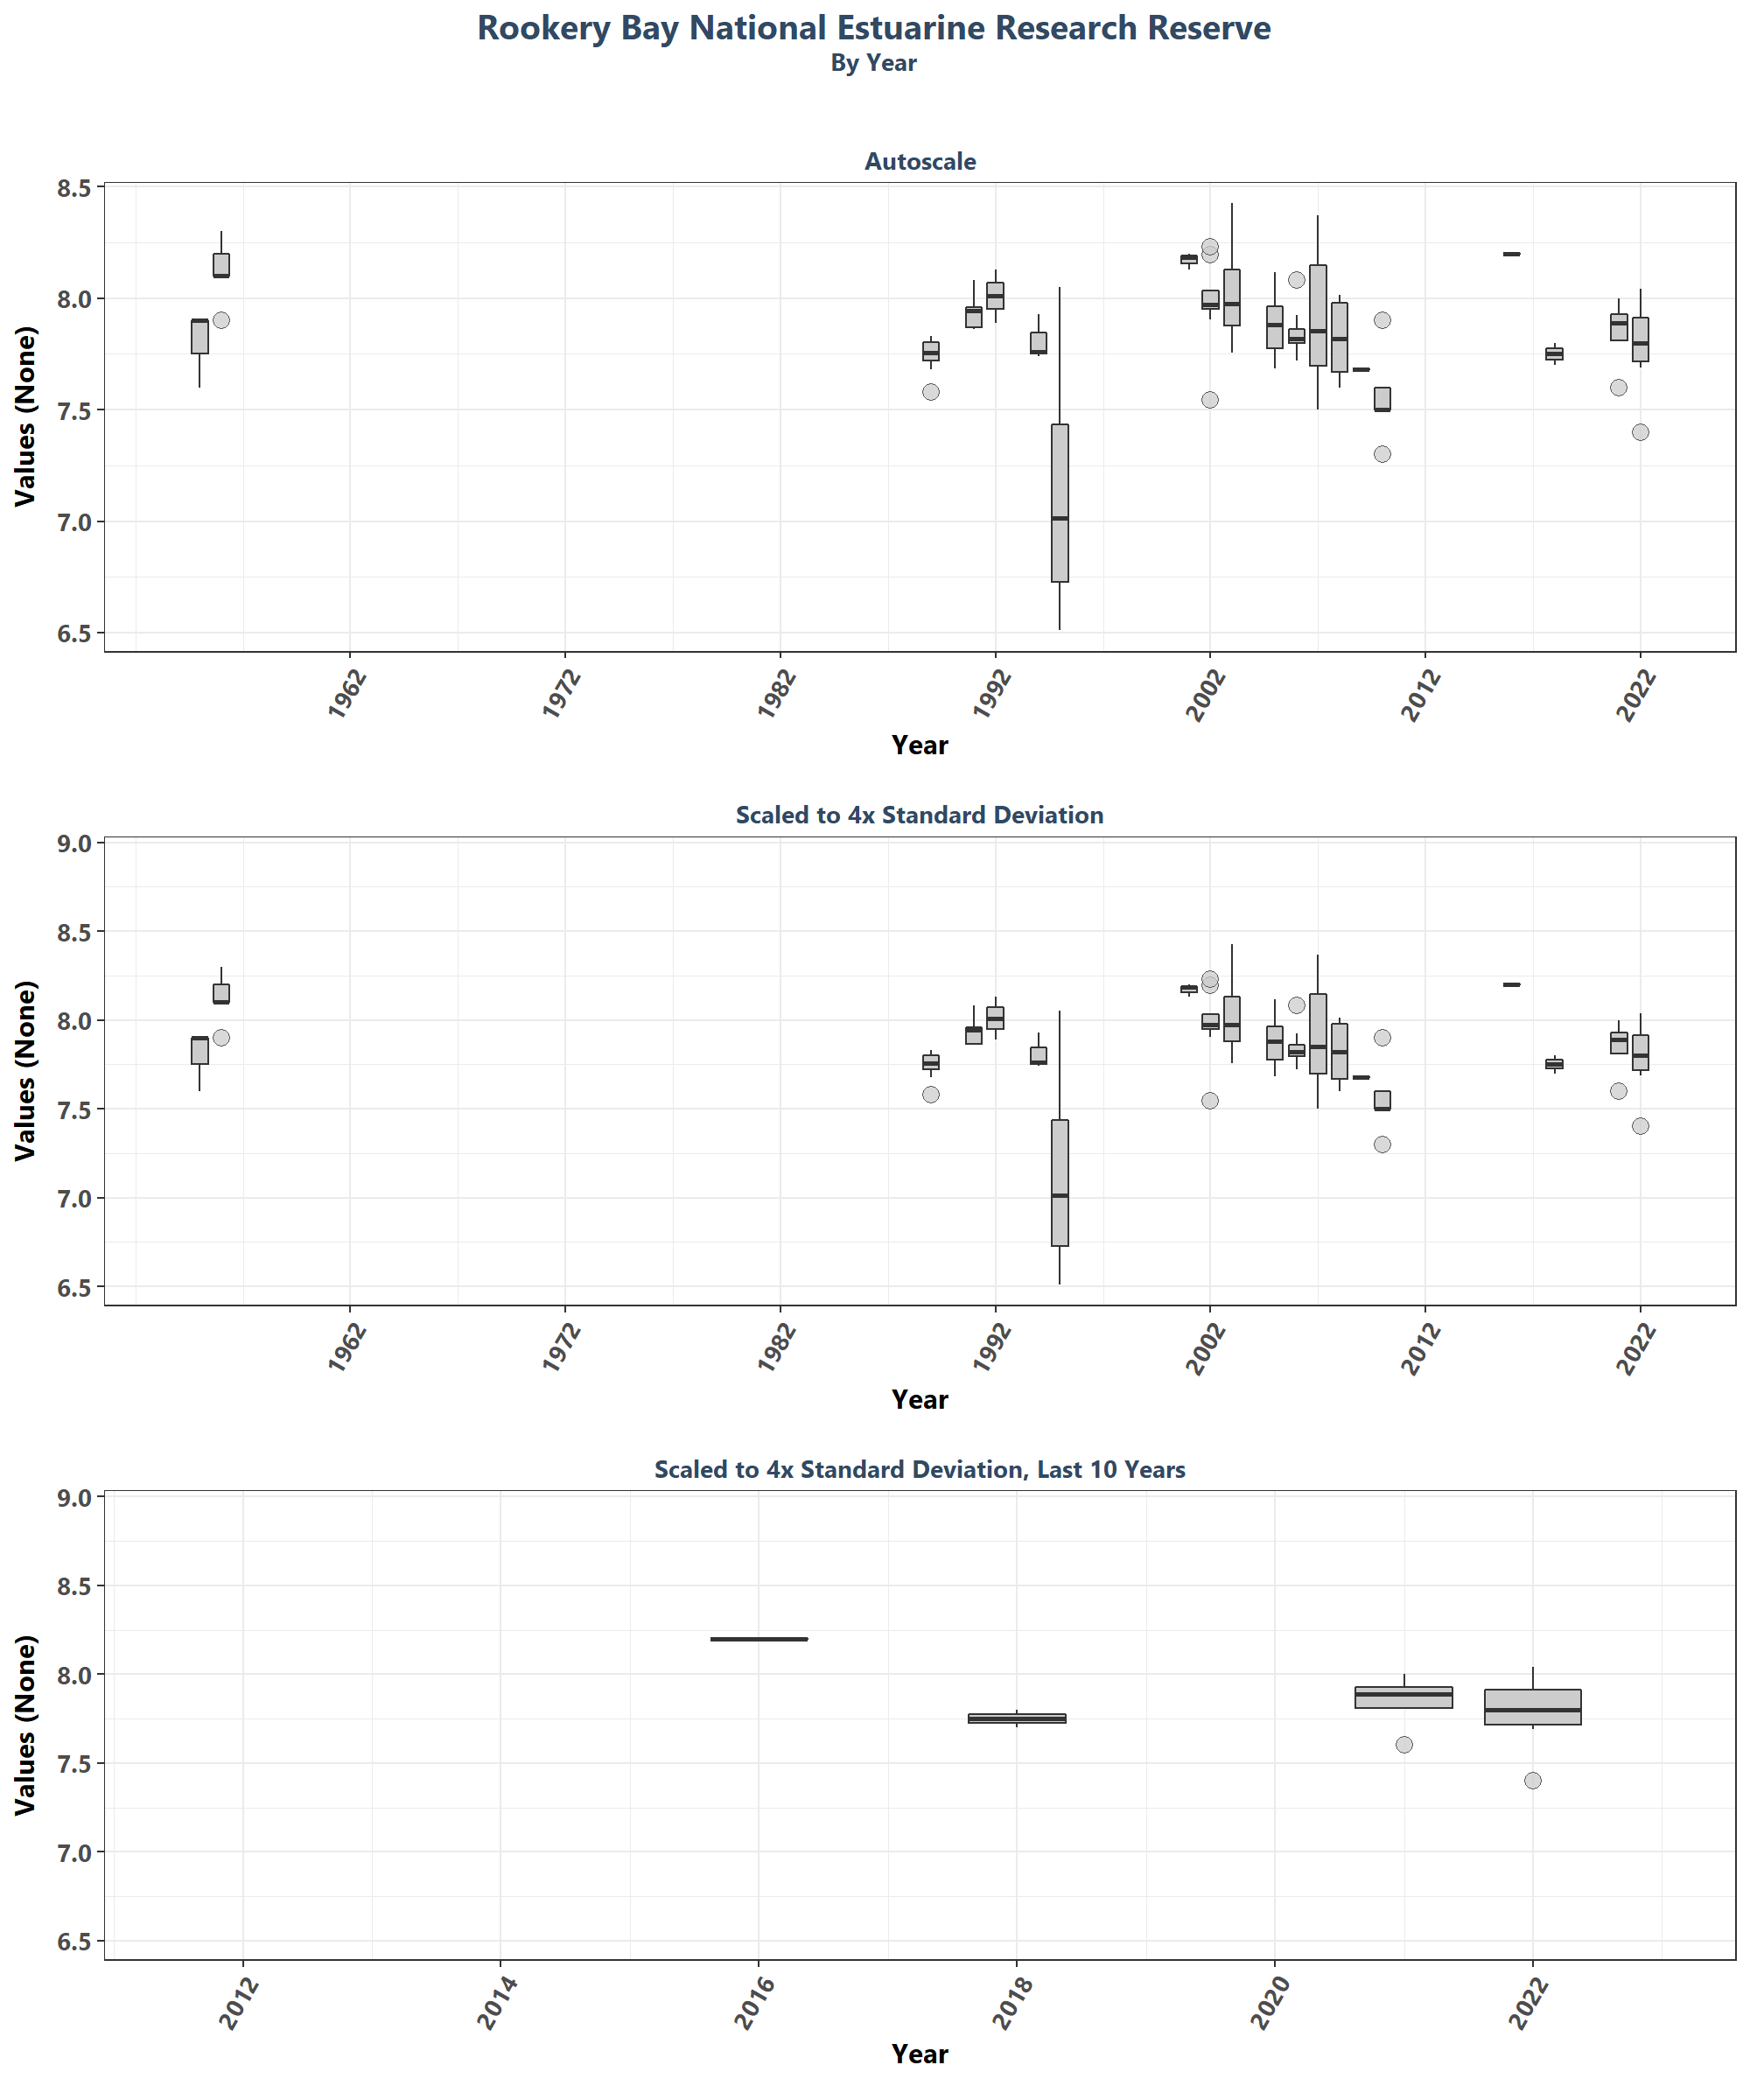 Rookery Bay National Estuarine Research Reserve
By Year
Autoscale
Values (None)
8.5
8.0
7.5
7.0
6.5
1962 1972 1982 1992 2002 2012 2022
Year
Scaled to 4x Standard Deviation
Values (None)
9.0
8.5
8.0
7.5
7.0
6.5
1962 1972 1982 1992 2002 2012 2022
Year
Scaled to 4x Standard Deviation, Last 10 Years
Values (None)
9.0
8.5
8.0
7.5
7.0
6.5
2012 2014 2016 2018 2020 2022
Year